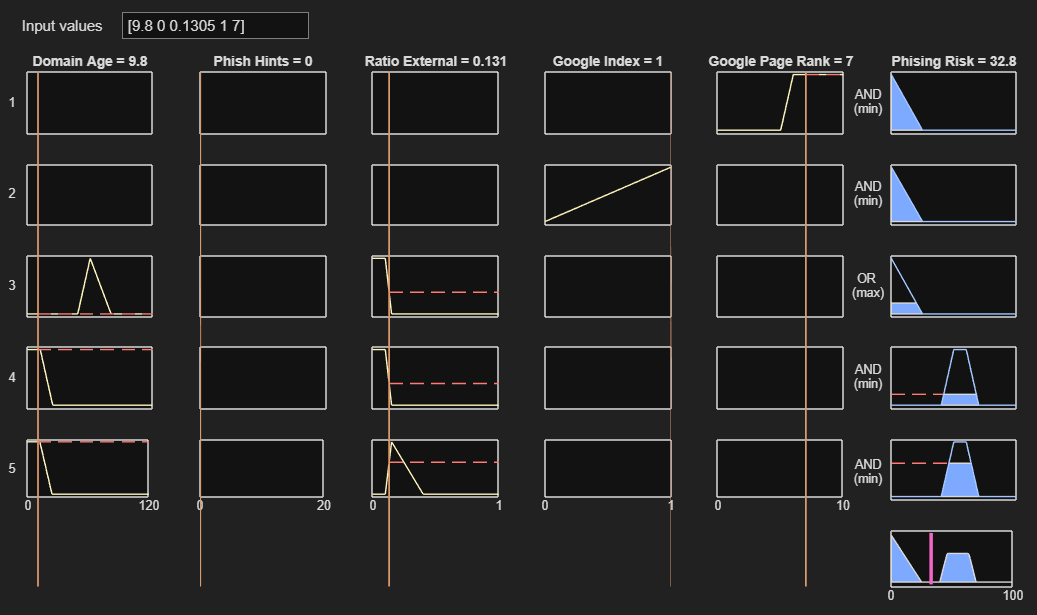 Input values [9.8 0 0.1305 1 7]
Domain Age = 9.8 Phish Hints = 0 Ratio External = 0.131 Google Index = 1 Google Page Rank = 7 Phising Risk = 32.8
1 AND
(min)
2 AND
(min)
3 OR
(max)
4 AND
(min)
5 AND
(min)
0 120 0 20 0 1 0 1 0 10
0 100